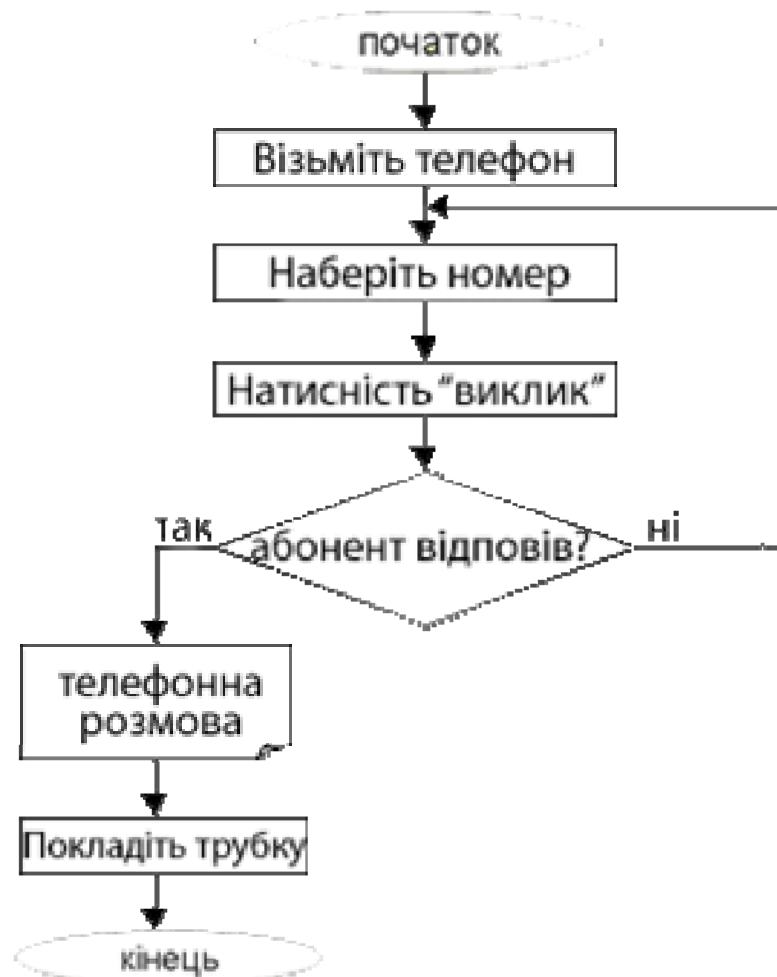 початок
Візьміть телефон
Наберіть номер
Натисність “виклик”
так
абонент відповів?
ні
телефонна
розмова
Покладіть трубку
кінець